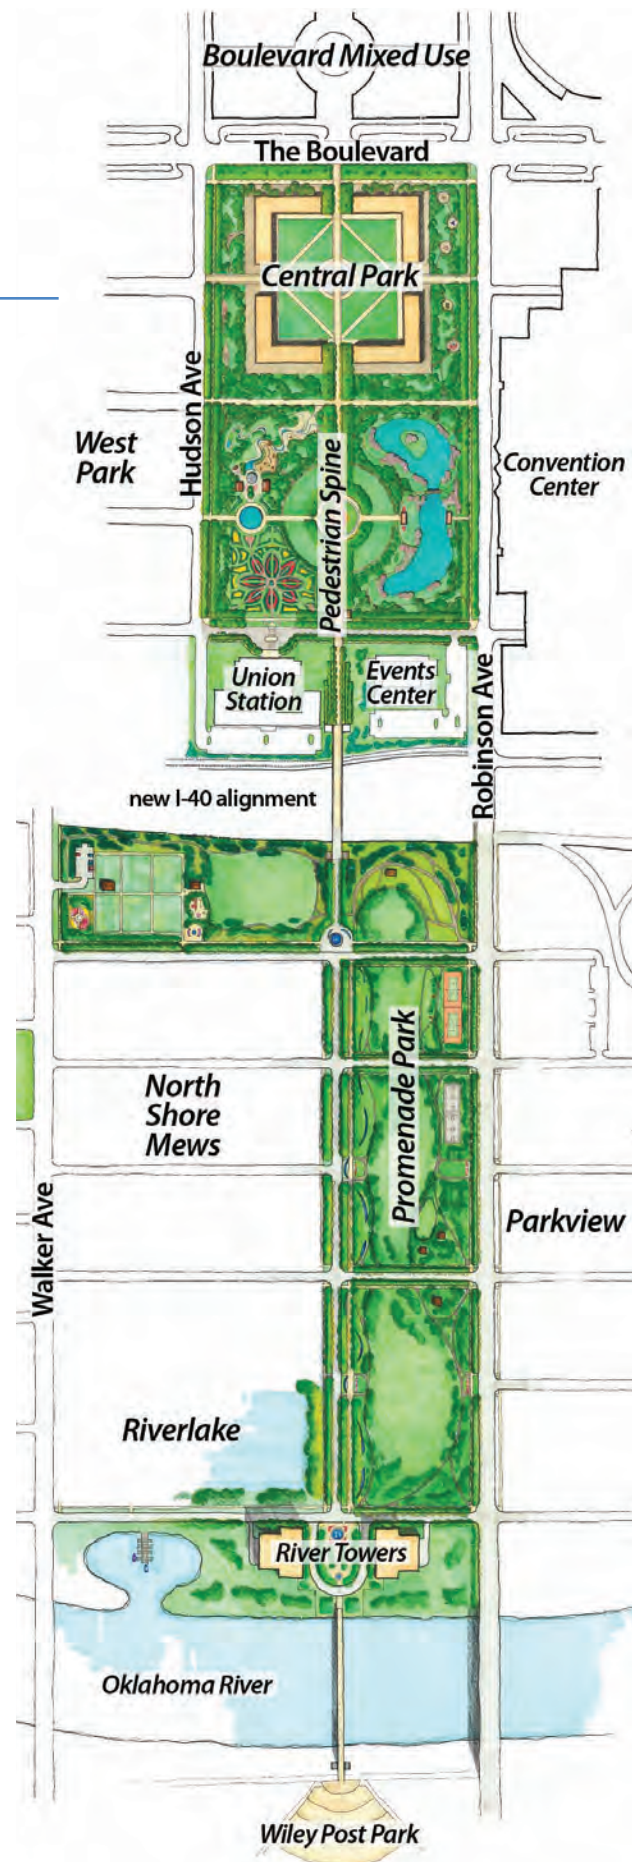 Boulevard Mixed Use
The Boulevard
Central Park
Hudson Ave
West
Park
Pedestrian Spine
Convention
Center
Union
Station
Events
Center
Robinson Ave
new I-40 alignment
Promenade Park
North
Shore
Mews
Walker Ave
Parkview
Riverlake
River Towers
Oklahoma River
Wiley Post Park